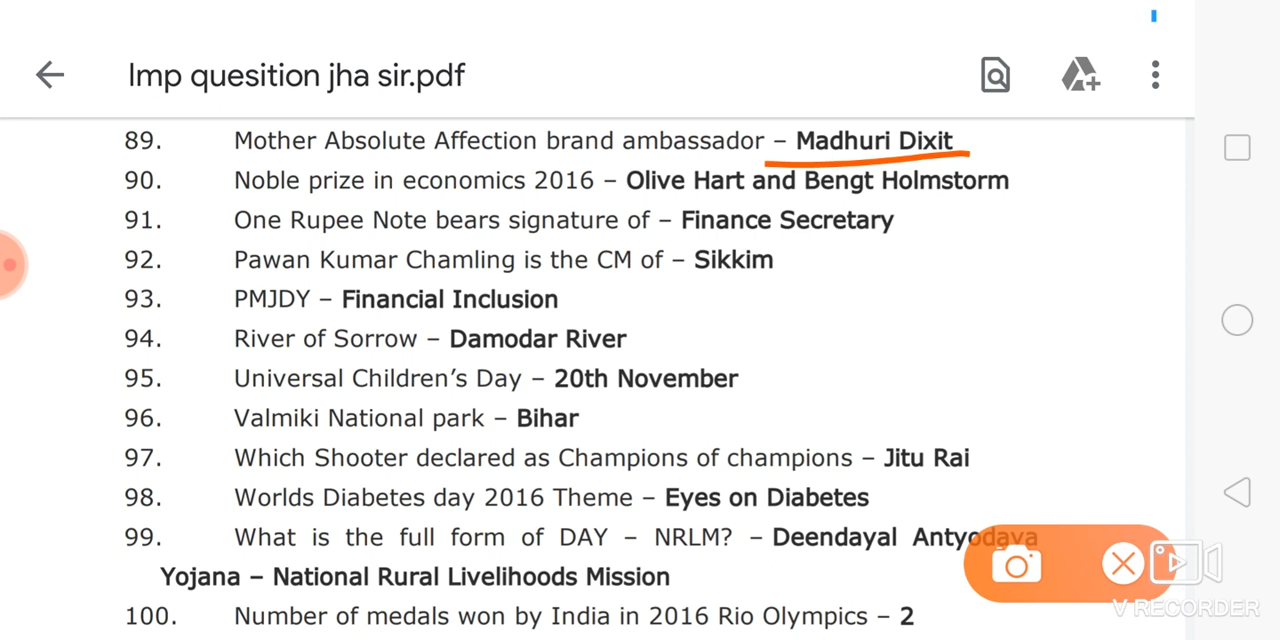 Imp quesition jha sir.pdf
89. Mother Absolute Affection brand ambassador – Madhuri Dixit
90. Noble prize in economics 2016 – Olive Hart and Bengt Holmstorm
91. One Rupee Note bears signature of – Finance Secretary
92. Pawan Kumar Chamling is the CM of – Sikkim
93. PMJDY – Financial Inclusion
94. River of Sorrow – Damodar River
95. Universal Children’s Day – 20th November
96. Valmiki National park – Bihar
97. Which Shooter declared as Champions of champions – Jitu Rai
98. Worlds Diabetes day 2016 Theme – Eyes on Diabetes
99. What is the full form of DAY – NRLM? – Deendayal Antyodaya
Yojana – National Rural Livelihoods Mission
V RECORDER
100. Number of medals won by India in 2016 Rio Olympics – 2